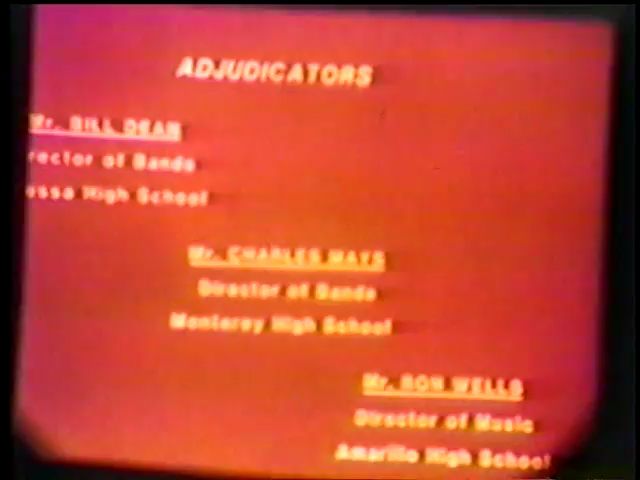 ADJUDICATORS
Mr. BILL DEAN
rector of Bands
High School
Mr. CHARLES MAYS
Director of Bands
Monterey High School
Mr. RON WELLS
Director of Music
Amarillo High School